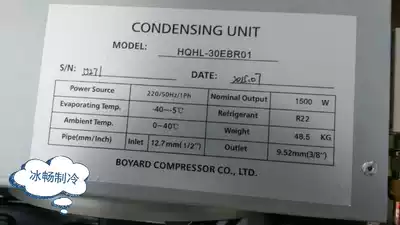 CONDENSING UNIT
MODEL: HQHL-30EBR01
S/N: DATE: 2015.07
Power Source 220/50Hz/1Ph Nominal Output 1500 W
Evaporating Temp. -40~-5℃ Refrigerant R22
Ambient Temp. 0~40℃ Weight 48.5 KG
Pipe(mm/Inch) Inlet 12.7mm(1/2") Outlet 9.52mm(3/8")
BOYARD COMPRESSOR CO., LTD.
冰畅制冷